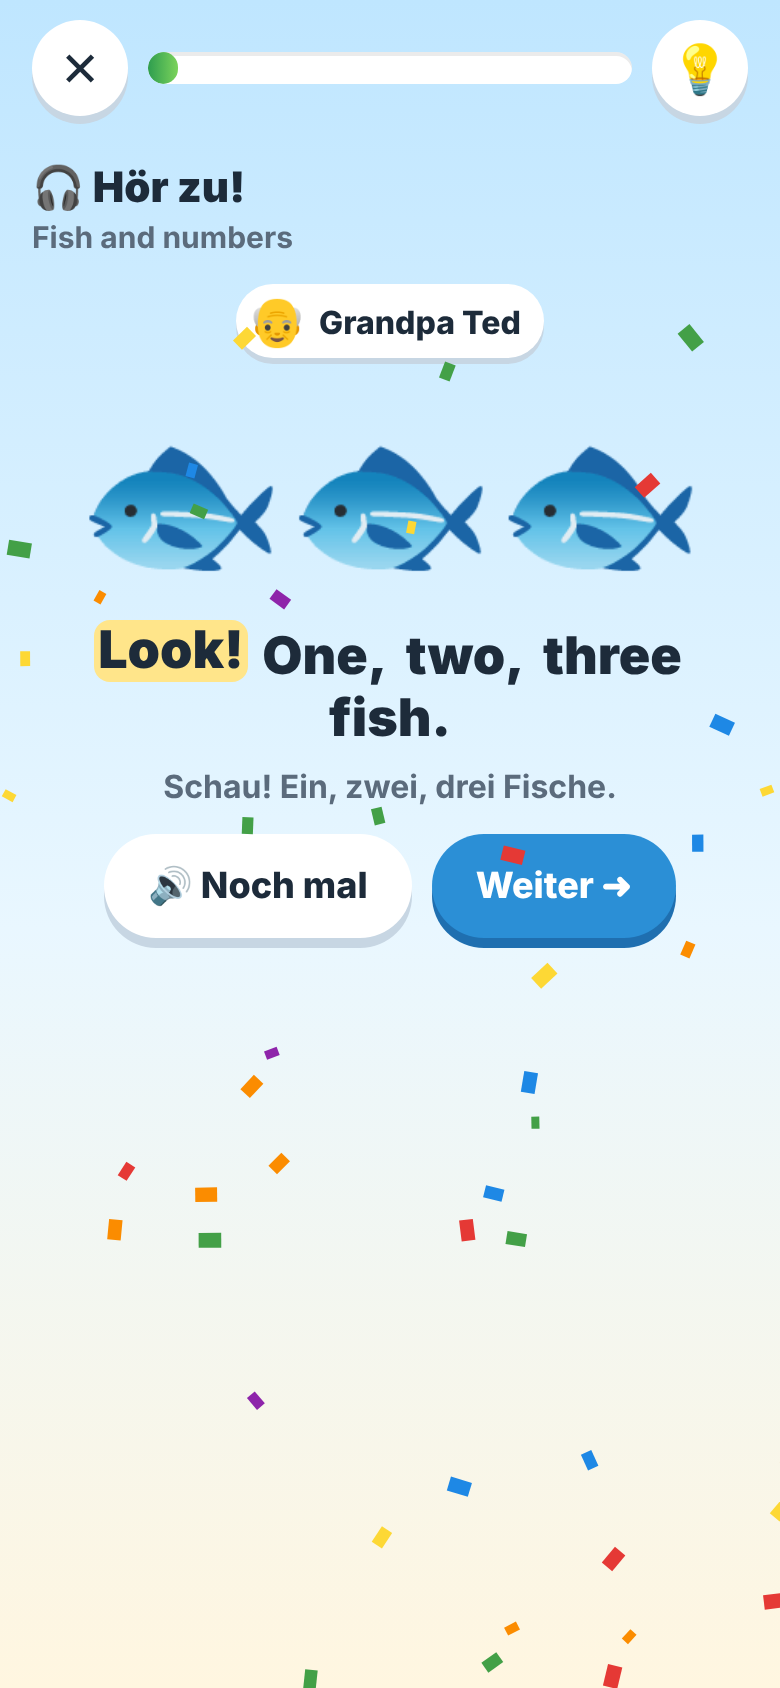 Hör zu!
Fish and numbers
Grandpa Ted
Look! One, two, three
fish.
Schau! Ein, zwei, drei Fische.
Noch mal
Weiter ➜